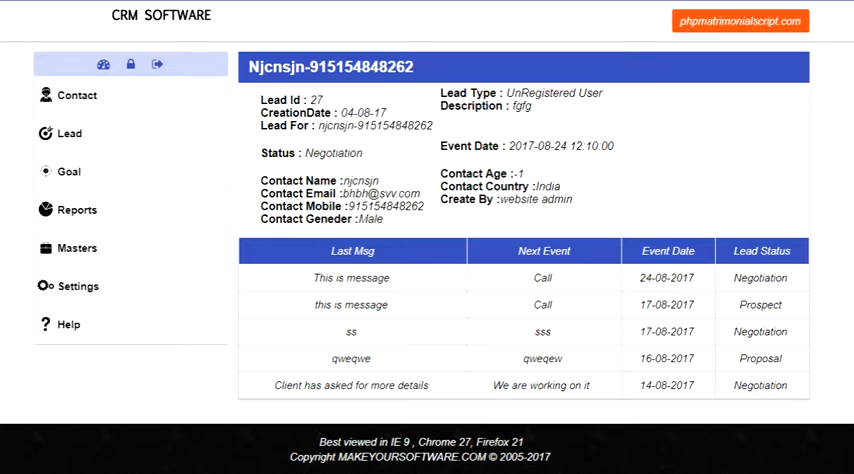 CRM SOFTWARE
phpmatrimonialscript.com
Njcnsjn-915154848262
Contact
Lead
Goal
Reports
Masters
Settings
Help
Lead Id : 27
CreationDate : 04-08-17
Lead For : njcnsjn-915154848262
Status : Negotiation
Contact Name :njcnsjn
Contact Email :bhbh@svv.com
Contact Mobile :915154848262
Contact Geneder :Male
Lead Type : UnRegistered User
Description : fgfg
Event Date : 2017-08-24 12:10:00
Contact Age :-1
Contact Country :India
Create By :website admin
Last Msg Next Event Event Date Lead Status
This is message Call 24-08-2017 Negotiation
this is message Call 17-08-2017 Prospect
ss sss 17-08-2017 Negotiation
qweqwe qweqew 16-08-2017 Proposal
Client has asked for more details We are working on it 14-08-2017 Negotiation
Best viewed in IE 9 , Chrome 27, Firefox 21
Copyright MAKEYOURSOFTWARE.COM © 2005-2017